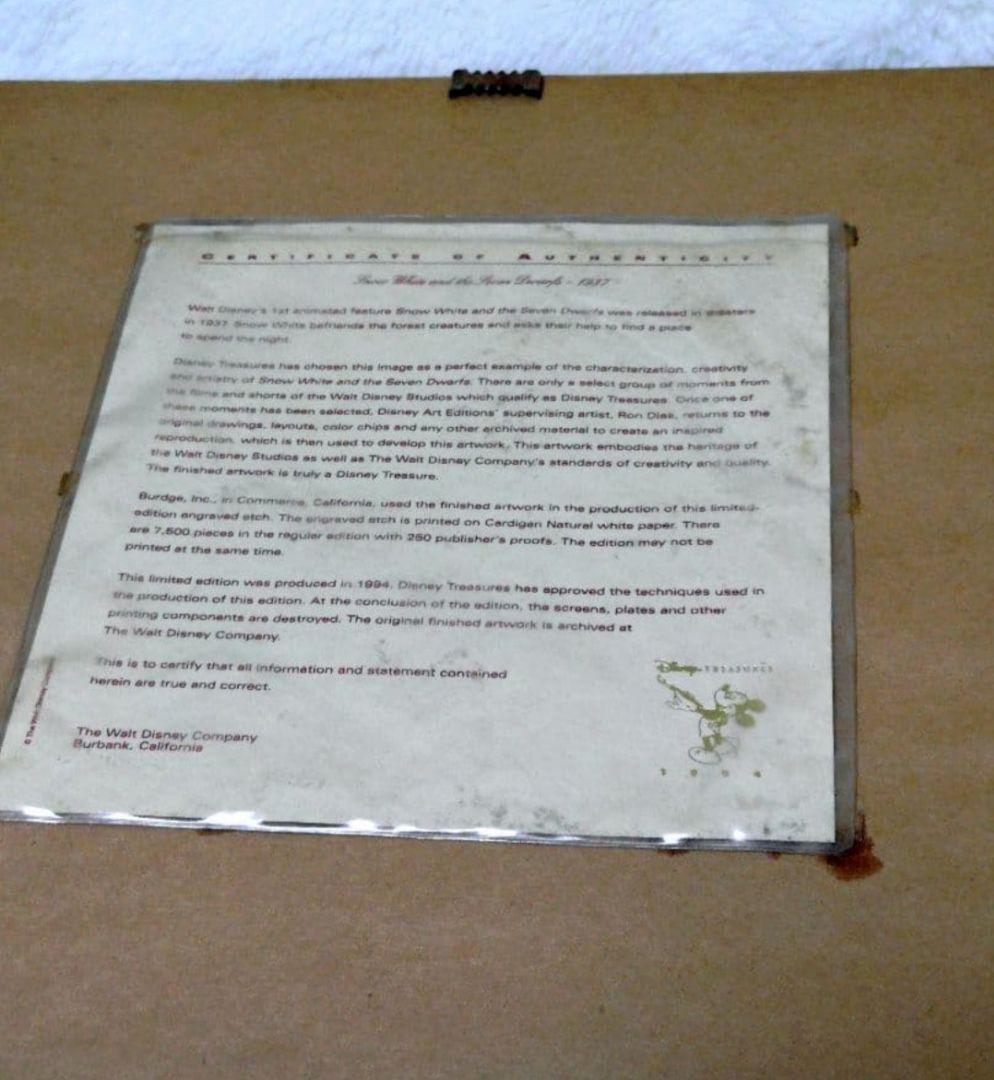 CERTIFICATE OF AUTHENTICITY
Snow White and the Seven Dwarfs - 1937
Walt Disney's 1st animated feature Snow White and the Seven Dwarfs was released in theaters
in 1937. Snow White befriends the forest creatures and asks their help to find a place
to spend the night.
Disney Treasures has chosen this image as a perfect example of the characterization, creativity
and artistry of Snow White and the Seven Dwarfs. There are only a select group of moments from
the films and shorts of the Walt Disney Studios which qualify as Disney Treasures. Once one of
these moments has been selected, Disney Art Editions' supervising artist, Ron Dias, returns to the
original drawings, layouts, color chips and any other archived material to create an inspired
reproduction, which is then used to develop this artwork. This artwork embodies the heritage of
the Walt Disney Studios as well as The Walt Disney Company's standards of creativity and quality.
The finished artwork is truly a Disney Treasure.
Burdge, Inc., in Commerce, California, used the finished artwork in the production of this limited-
edition engraved etch. The engraved etch is printed on Cardigan Natural white paper. There
are 7,500 pieces in the regular edition with 250 publisher's proofs. The edition may not be
printed at the same time.
This limited edition was produced in 1994. Disney Treasures has approved the techniques used in
the production of this edition. At the conclusion of the edition, the screens, plates and other
printing components are destroyed. The original finished artwork is archived at
The Walt Disney Company.
This is to certify that all information and statement contained
herein are true and correct.
The Walt Disney Company
Burbank, California
© The Walt Disney Company
Disney TREASURES™
1994